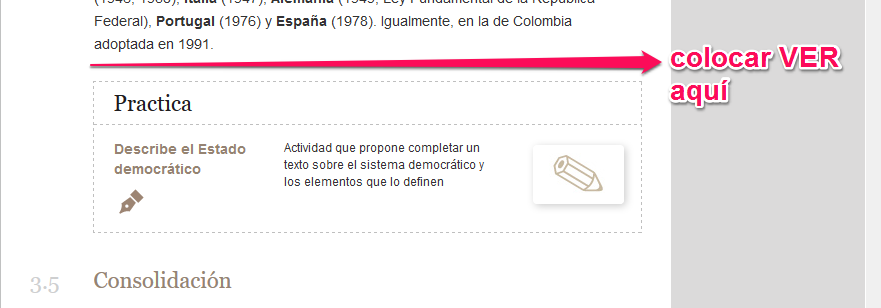 (1948, 1988), Italia (1947), Alemania (1949, Ley Fundamental de la República
Federal), Portugal (1976) y España (1978). Igualmente, en la de Colombia
adoptada en 1991.
colocar VER
aquí
Practica
Describe el Estado
democrático
Actividad que propone completar un
texto sobre el sistema democrático y
los elementos que lo definen
3.5 Consolidación